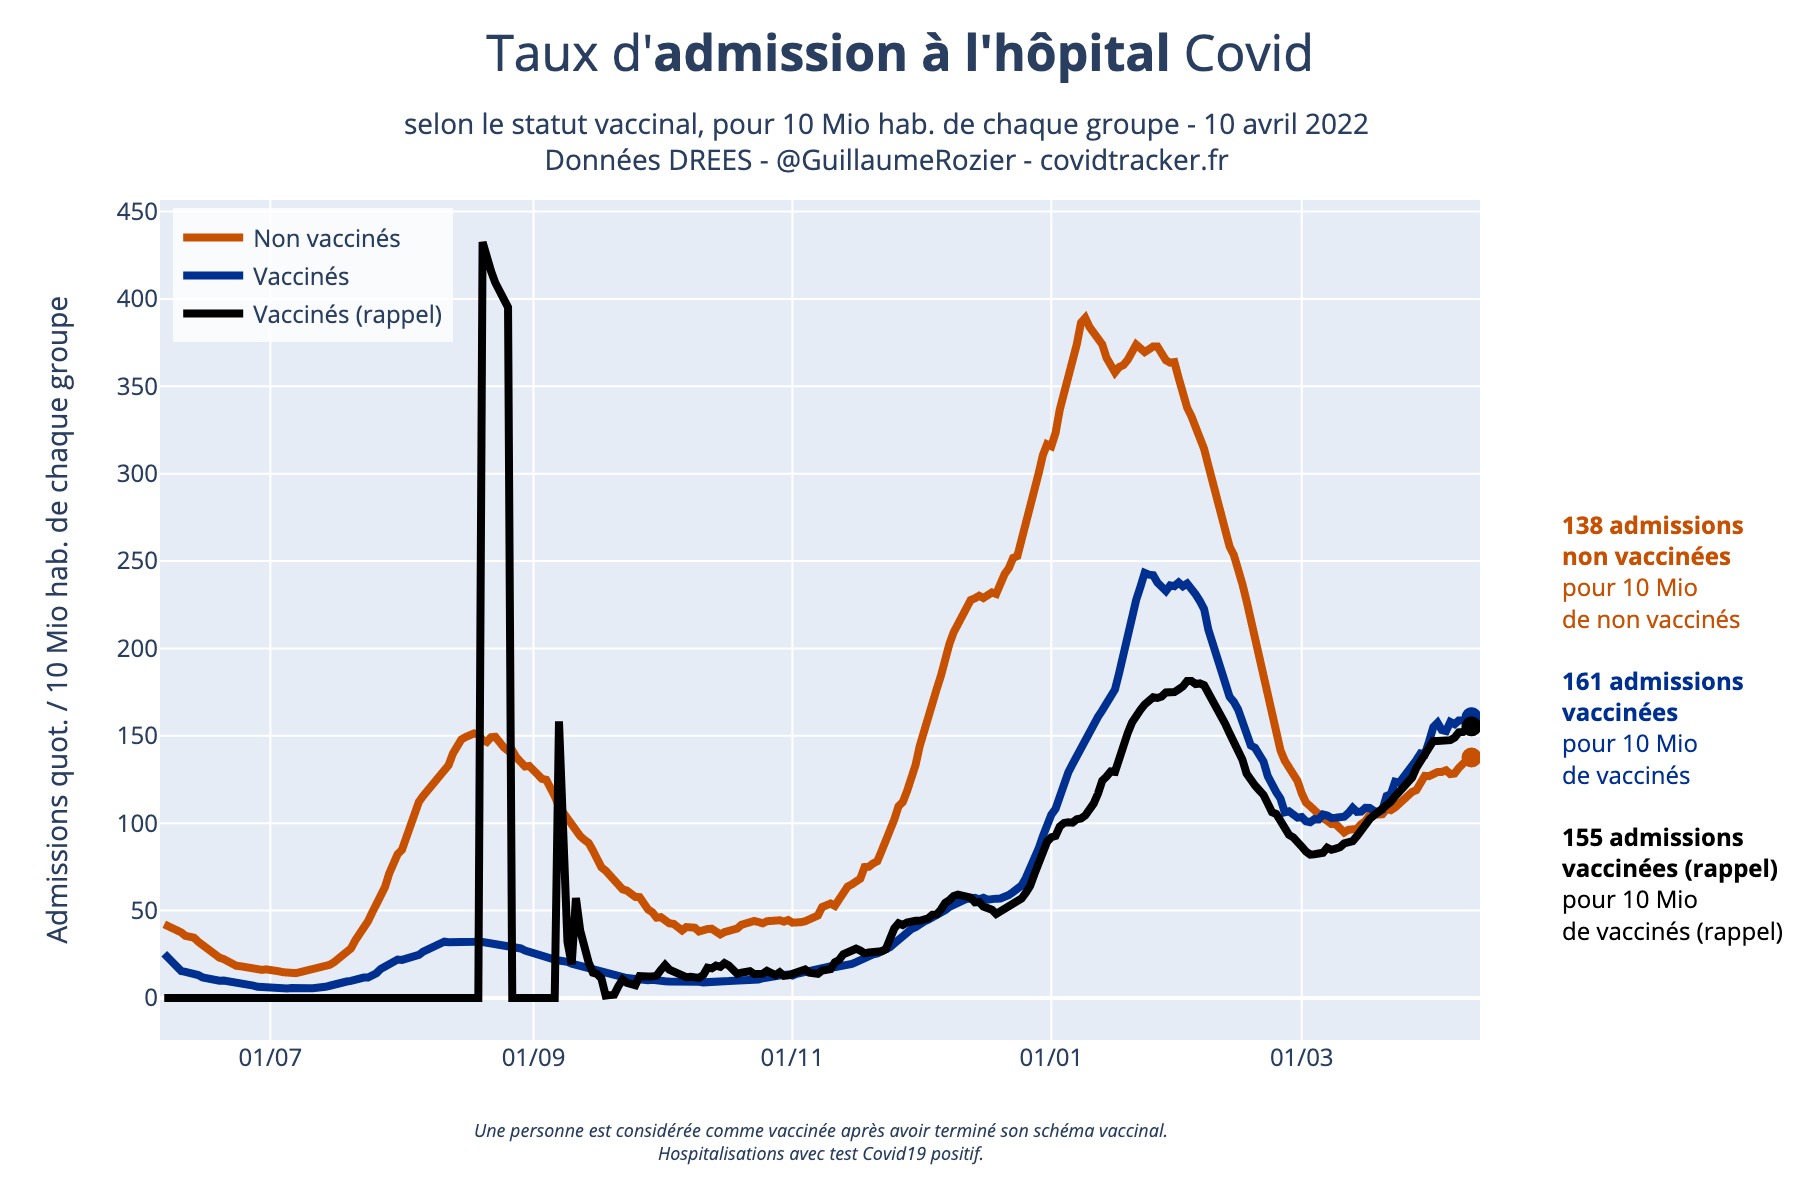 Taux d'admission à l'hôpital Covid
selon le statut vaccinal, pour 10 Mio hab. de chaque groupe - 10 avril 2022
Données DREES - @GuillaumeRozier - covidtracker.fr
Admissions quot. / 10 Mio hab. de chaque groupe
450
400
350
300
250
200
150
100
50
0
Non vaccinés
Vaccinés
Vaccinés (rappel)
01/07
01/09
01/11
01/01
01/03
138 admissions
non vaccinées
pour 10 Mio
de non vaccinés
161 admissions
vaccinées
pour 10 Mio
de vaccinés
155 admissions
vaccinées (rappel)
pour 10 Mio
de vaccinés (rappel)
Une personne est considérée comme vaccinée après avoir terminé son schéma vaccinal.
Hospitalisations avec test Covid19 positif.